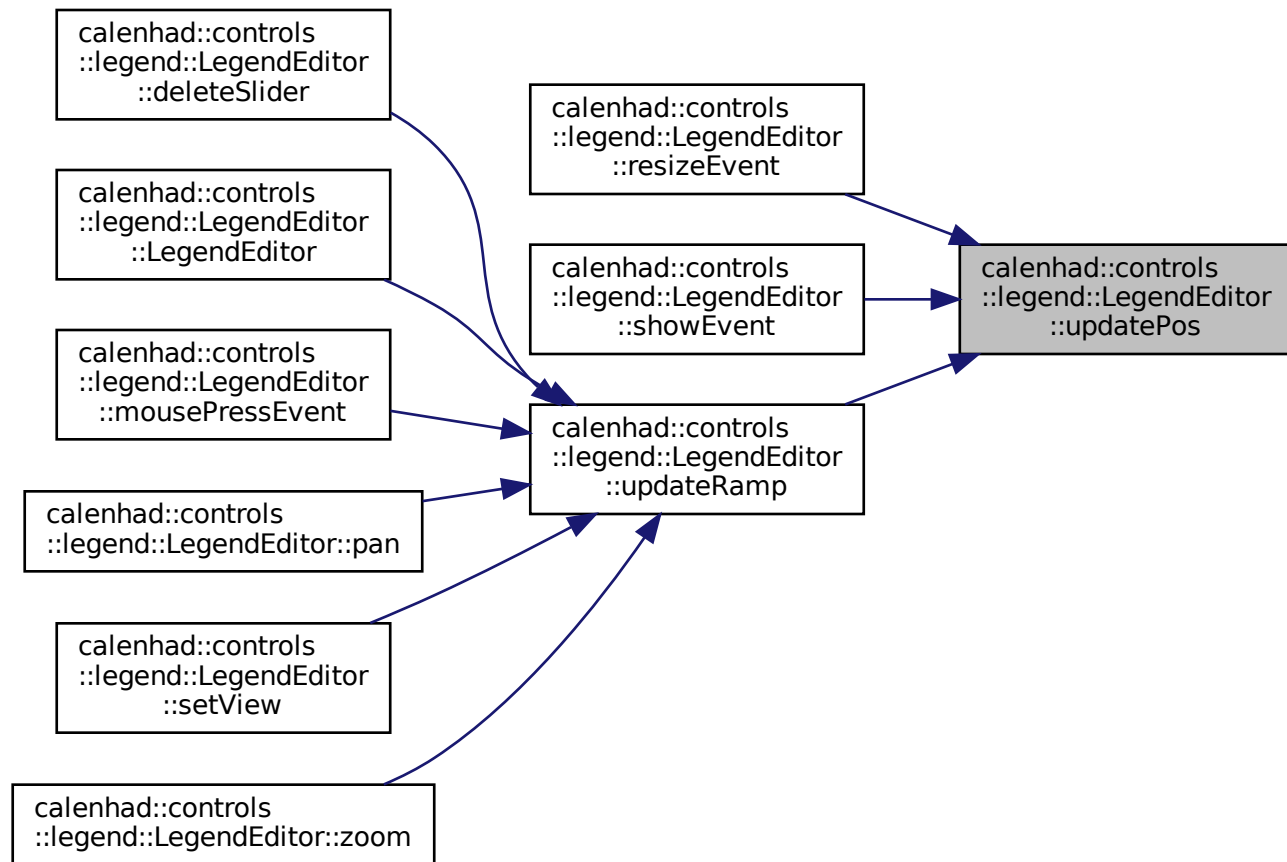 calenhad::controls
::legend::LegendEditor
::deleteSlider
calenhad::controls
::legend::LegendEditor
::LegendEditor
calenhad::controls
::legend::LegendEditor
::mousePressEvent
calenhad::controls
::legend::LegendEditor::pan
calenhad::controls
::legend::LegendEditor
::setView
calenhad::controls
::legend::LegendEditor::zoom
calenhad::controls
::legend::LegendEditor
::resizeEvent
calenhad::controls
::legend::LegendEditor
::showEvent
calenhad::controls
::legend::LegendEditor
::updateRamp
calenhad::controls
::legend::LegendEditor
::updatePos